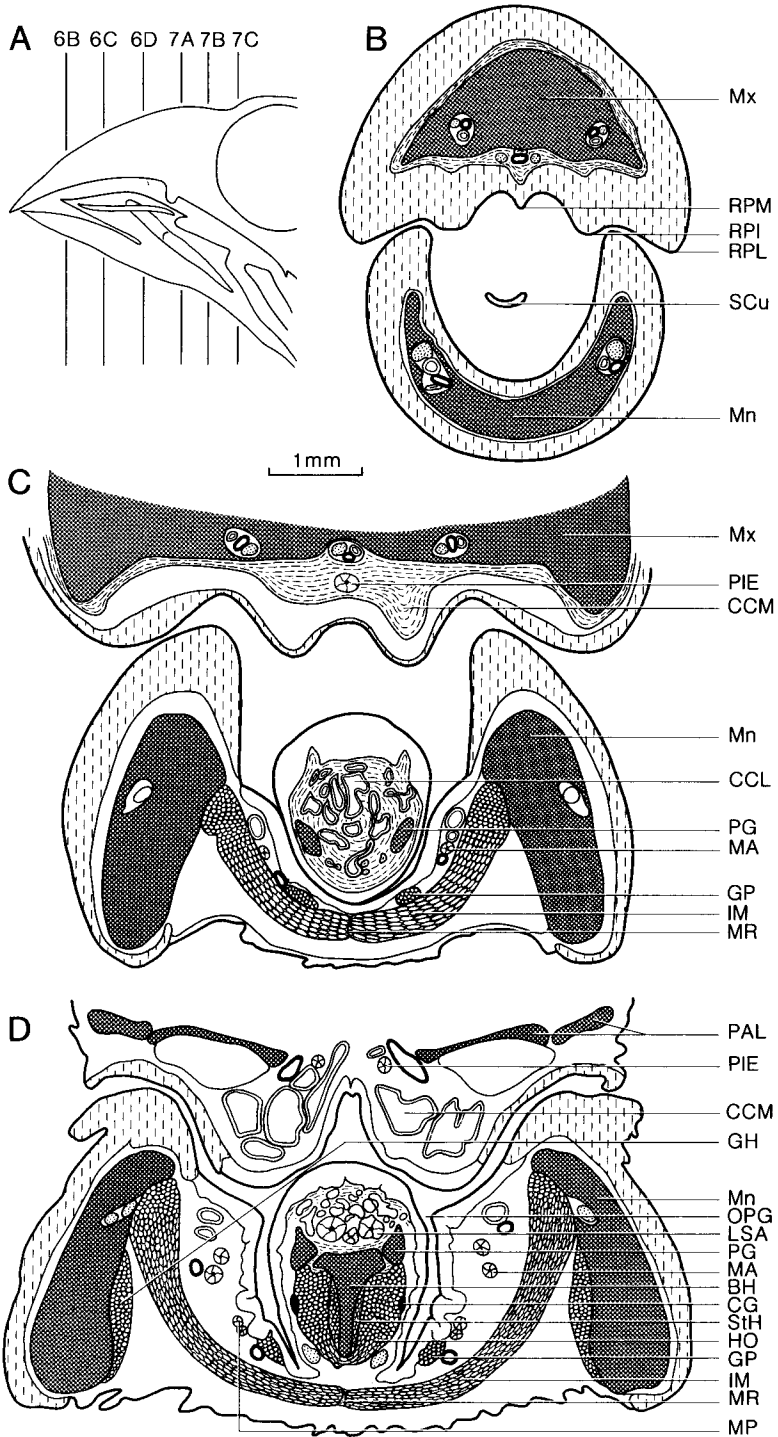 A
6B 6C 6D 7A 7B 7C
B
Mx
RPM
RPI
RPL
SCu
Mn
1mm
C
Mx
PIE
CCM
Mn
CCL
PG
MA
GP
IM
MR
D
PAL
PIE
CCM
GH
Mn
OPG
LSA
PG
MA
BH
CG
StH
HO
GP
IM
MR
MP